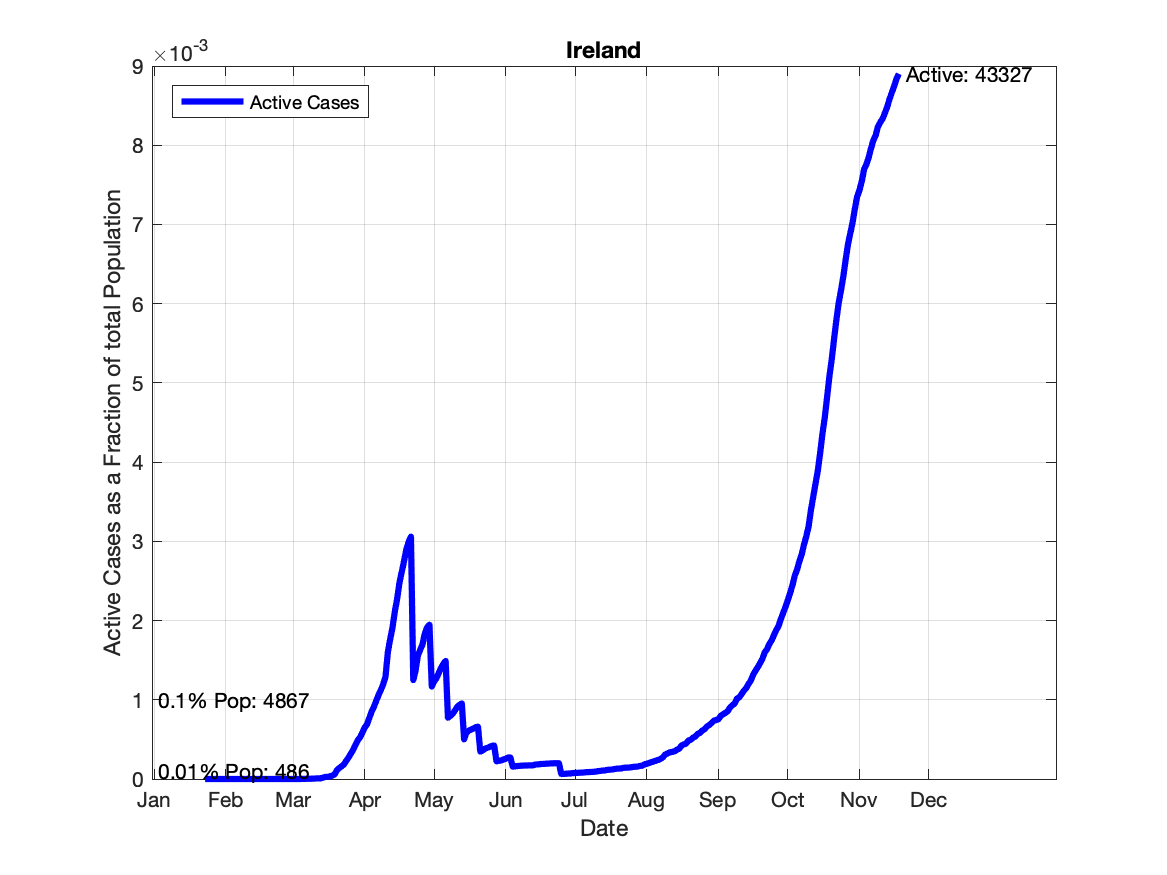 Ireland
×10-3
9
8
7
6
5
4
3
2
1
0
Active Cases as a Fraction of total Population
Active Cases
Active: 43327
0.1% Pop: 4867
0.01% Pop: 486
Jan Feb Mar Apr May Jun Jul Aug Sep Oct Nov Dec
Date